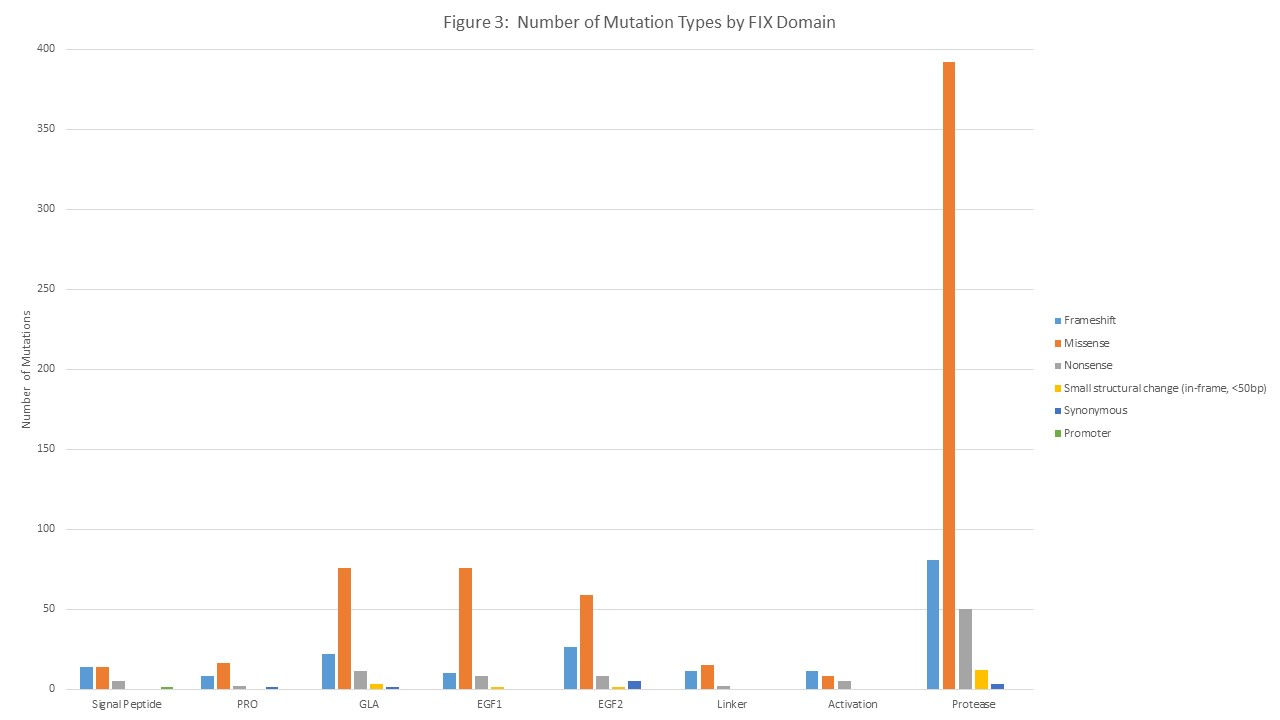 Figure 3:  Number of Mutation Types by FIX Domain
400
350
300
250
200
150
100
50
0
Number of Mutations
Signal Peptide
PRO
GLA
EGF1
EGF2
Linker
Activation
Protease
Frameshift
Missense
Nonsense
Small structural change (in-frame, <50bp)
Synonymous
Promoter